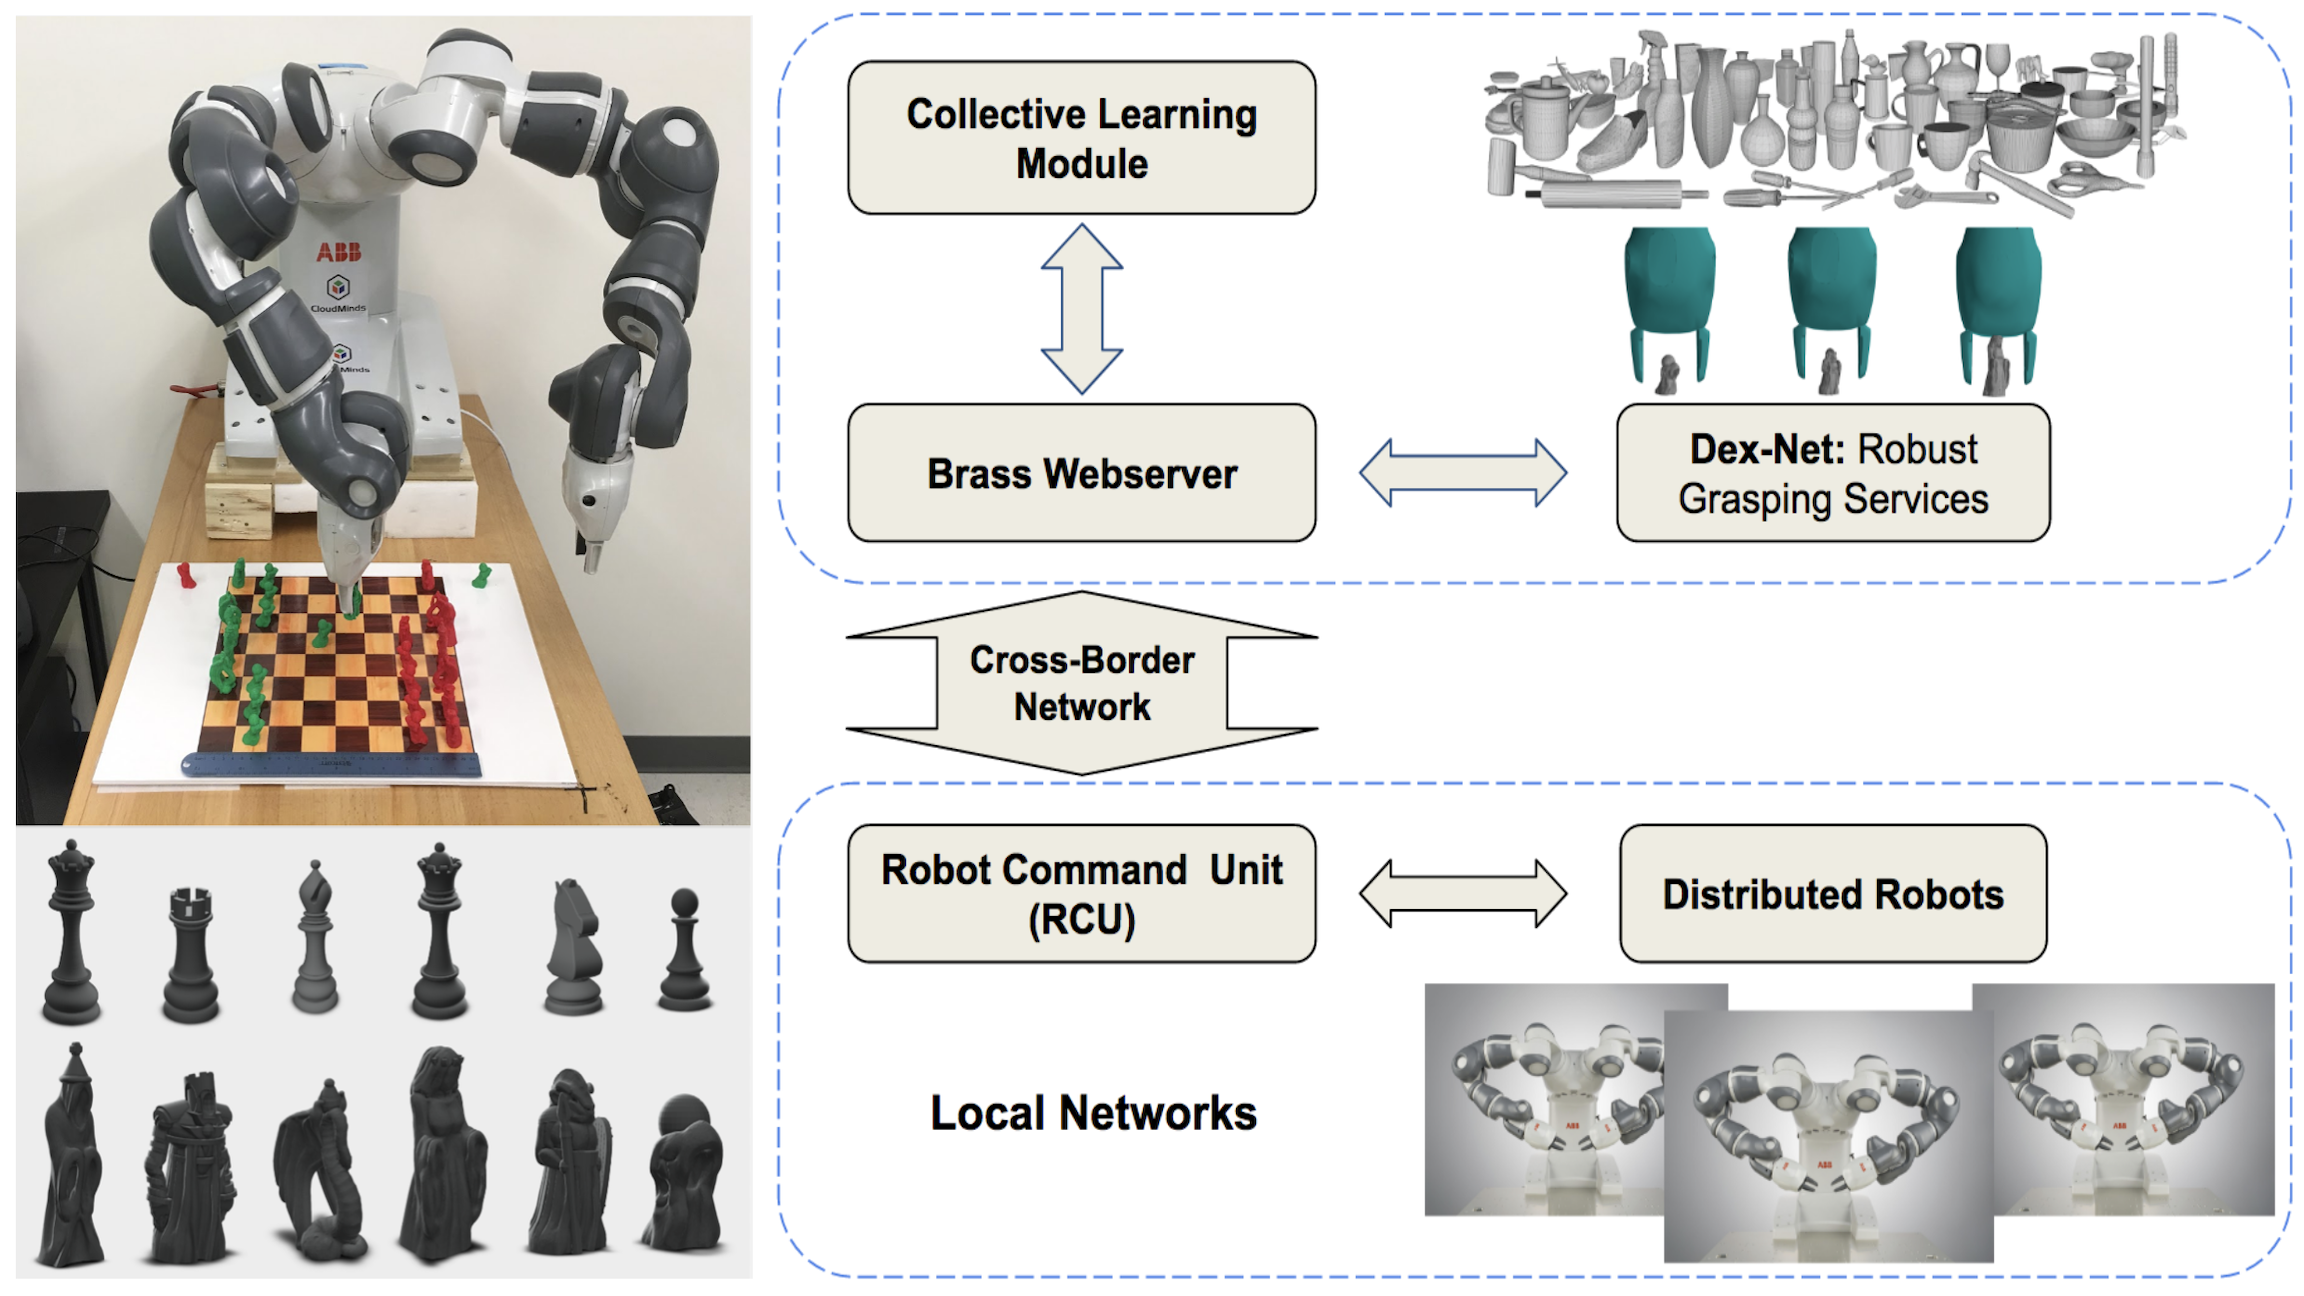 ABB
CloudMinds
Minds
Collective Learning
Module
Brass Webserver
Dex-Net: Robust
Grasping Services
Cross-Border
Network
Robot Command Unit
(RCU)
Distributed Robots
Local Networks
ABB
ABB
ABB